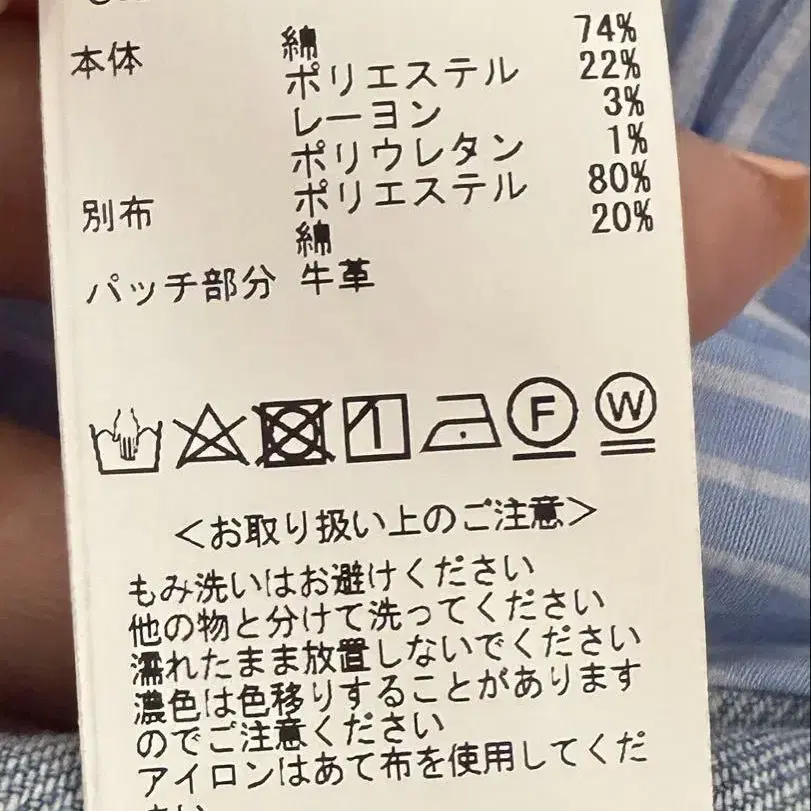 本体 綿 74%
ポリエステル 22%
レーヨン 3%
ポリウレタン 1%
別布 ポリエステル 80%
綿 20%
パッチ部分 牛革
F W
<お取り扱い上のご注意>
もみ洗いはお避けください
他の物と分けて洗ってください
濡れたまま放置しないでください
濃色は色移りすることがあります
のでご注意ください
アイロンはあて布を使用してくだ